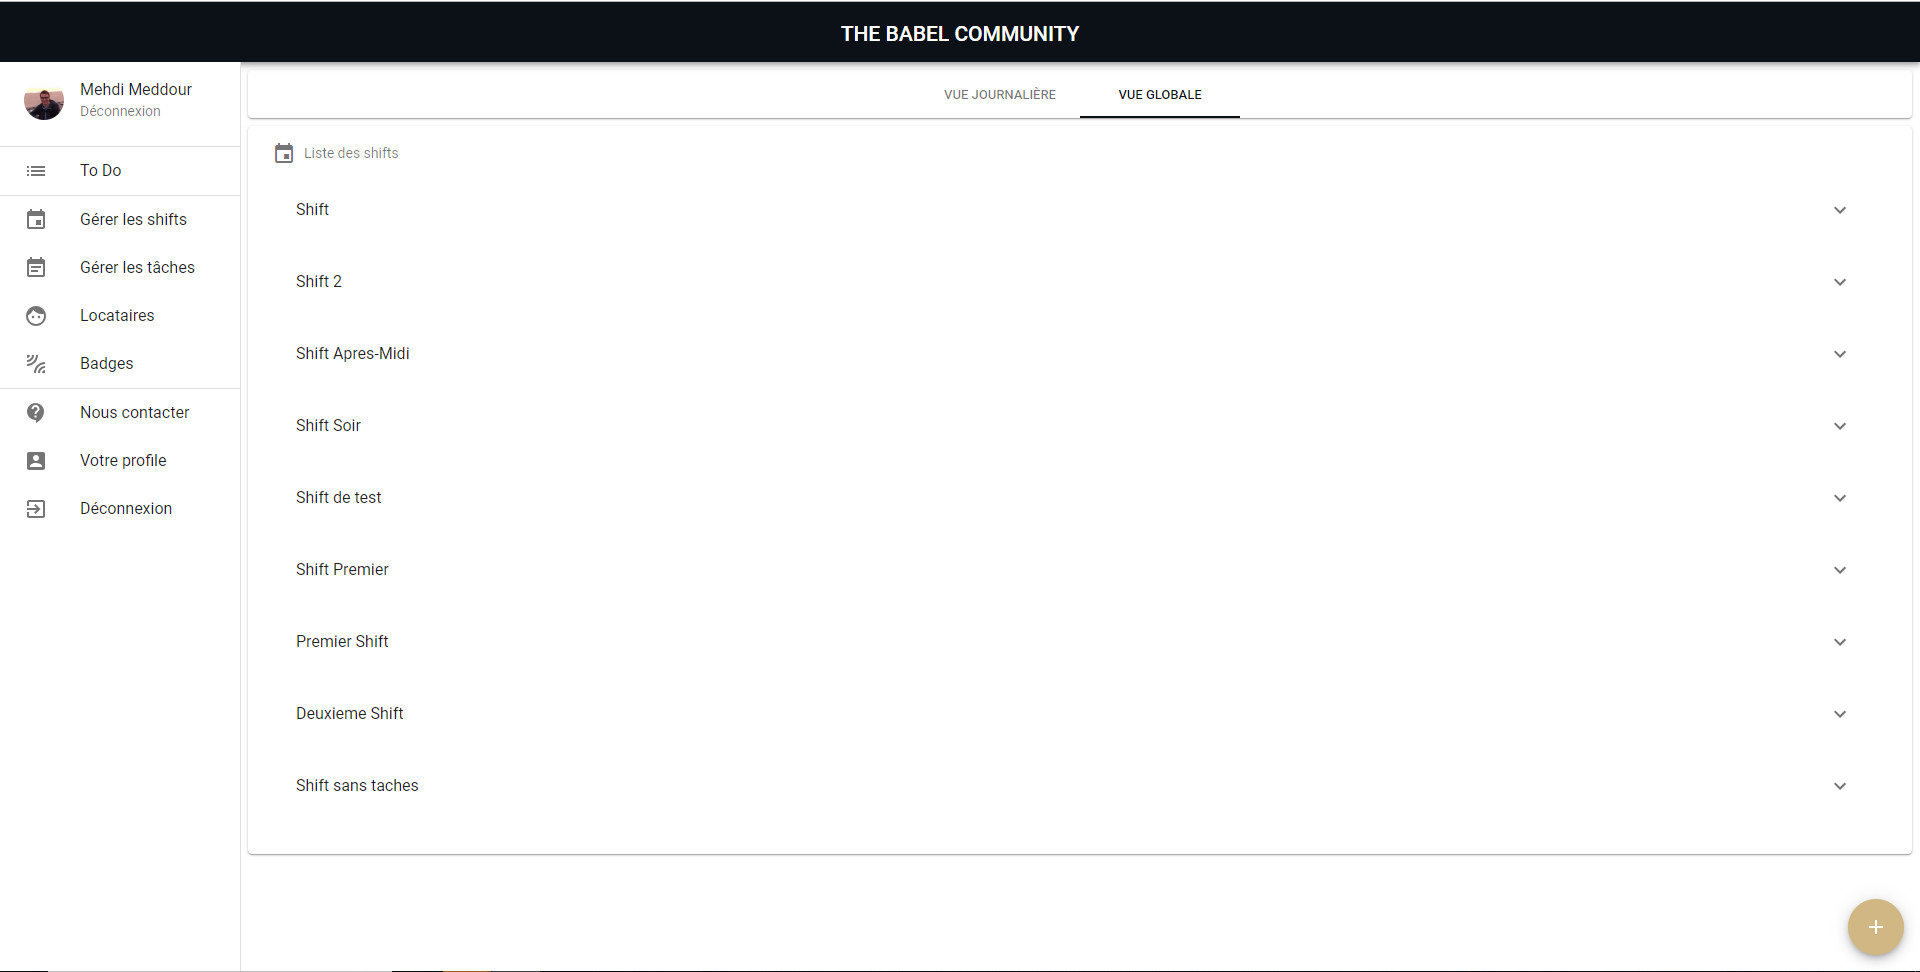 THE BABEL COMMUNITY
Mehdi Meddour
Déconnexion
To Do
Gérer les shifts
Gérer les tâches
Locataires
Badges
Nous contacter
Votre profile
Déconnexion
VUE JOURNALIÈRE
VUE GLOBALE
Liste des shifts
Shift
Shift 2
Shift Apres-Midi
Shift Soir
Shift de test
Shift Premier
Premier Shift
Deuxieme Shift
Shift sans taches